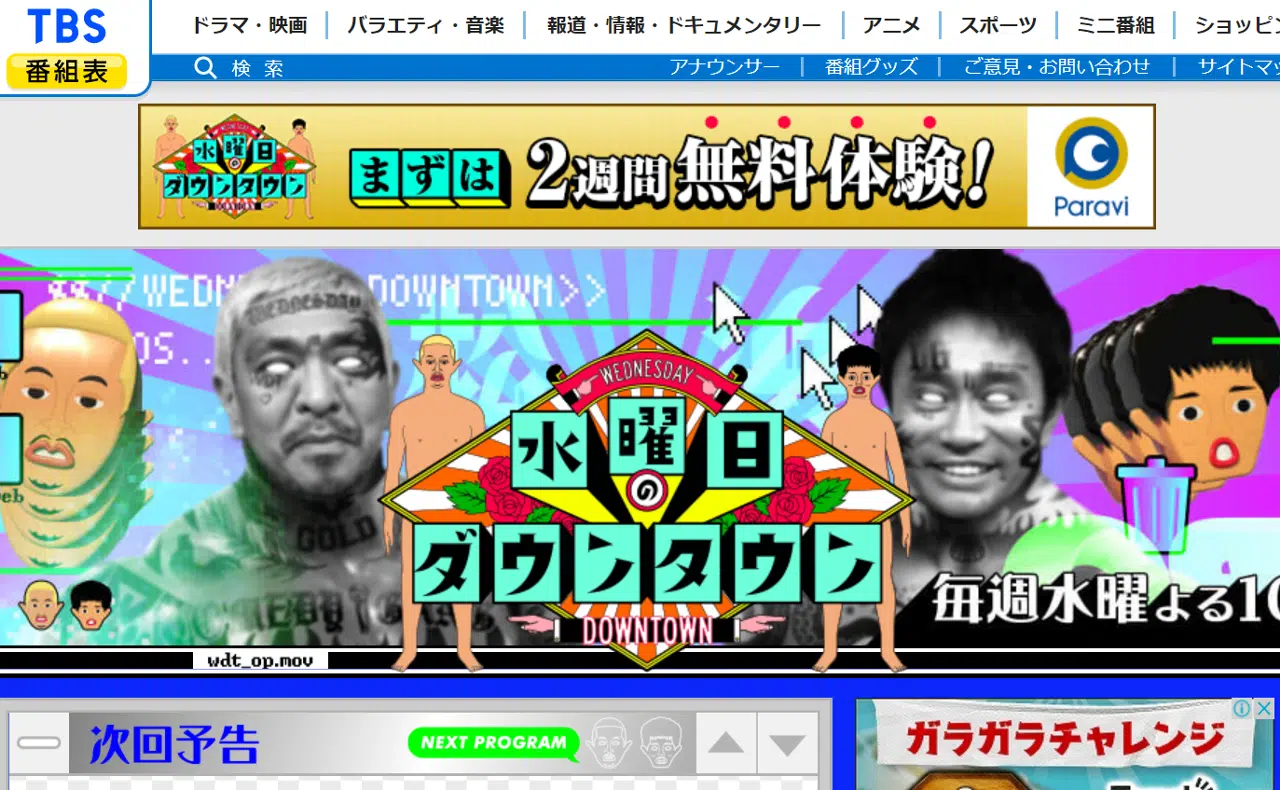 TBS
番組表
ドラマ・映画
バラエティ・音楽
報道・情報・ドキュメンタリー
アニメ
スポーツ
ミニ番組
ショッピン
検 索
アナウンサー
番組グッズ
ご意見・お問い合わせ
サイトマッ
WEDNESDAY
水曜日
の
ダウンタウン
DOWNTOWN
まずは
2週間無料体験!
Paravi
WEDN DOWNTOWN>>
OS..
WEDNESDAY
WEDNESDAY
水曜日
の
ダウンタウン
DOWNTOWN
GOLD
eb
毎週水曜よる10
wdt_op.mov
次回予告
NEXT PROGRAM
ガラガラチャレンジ